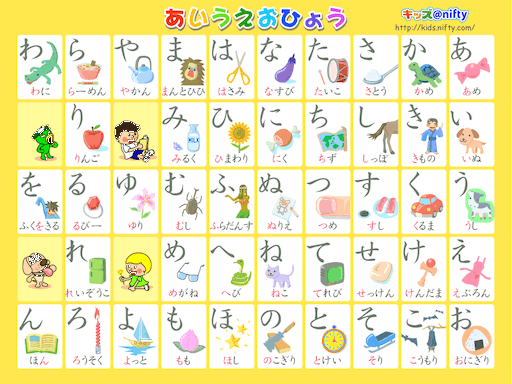 あいうえおひょう
キッズ@nifty
http://kids.nifty.com/
わ ら や ま は な た さ か あ
わに らーめん やかん まんとひひ はさみ なすび たいこ さとう かめ あめ
り み ひ に ち し き い
りんご みるく ひまわり にく ちず しっぽ きもの いぬ
を る ゆ む ふ ぬ つ す く う
ふくをきる るびー ゆり むし ふらだんす ぬりえ つめ すし くるま うし
れ め へ ね て せ け え
れいぞうこ めがね へび ねこ てれび せっけん けんだま えぷろん
ん ろ よ も ほ の と そ こ お
ほん ろうそく よっと もも ほし のこぎり とけい そり こうもり おにぎり